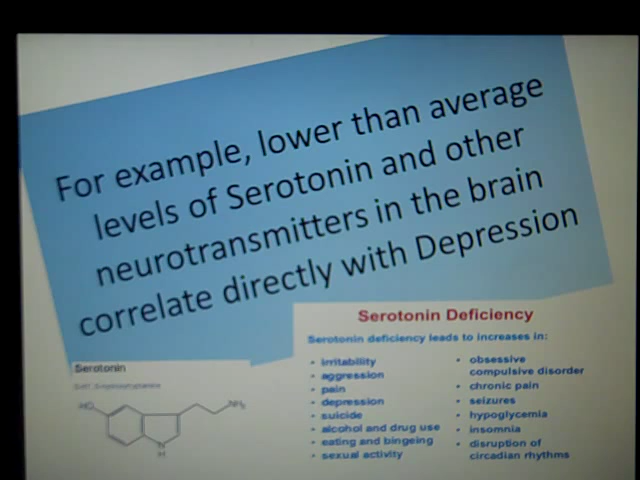 For example, lower than average
levels of Serotonin and other
neurotransmitters in the brain
correlate directly with Depression
Serotonin Deficiency
Serotonin deficiency leads to increases in:
• irritability
• aggression
• pain
• depression
• suicide
• alcohol and drug use
• eating and bingeing
• sexual activity
• obsessive
compulsive disorder
• chronic pain
• seizures
• hypoglycemia
• insomnia
• disruption of
circadian rhythms
Serotonin
HO
NH₂
N
H